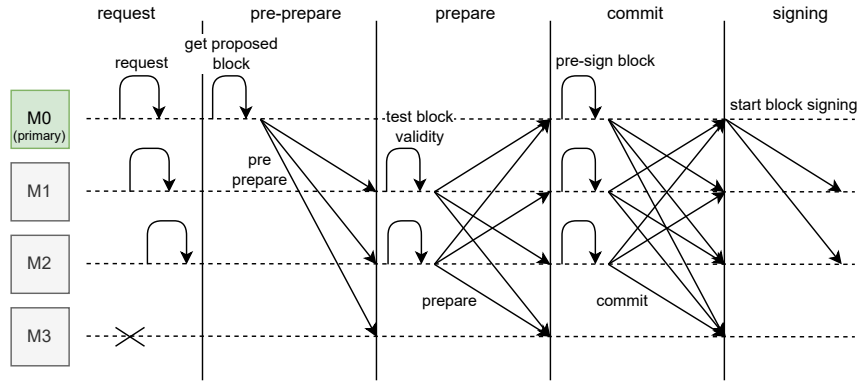 request
pre-prepare
prepare
commit
signing
get proposed
block
request
pre-sign block
M0
(primary)
test block
validity
start block signing
pre
prepare
M1
M2
prepare
commit
M3